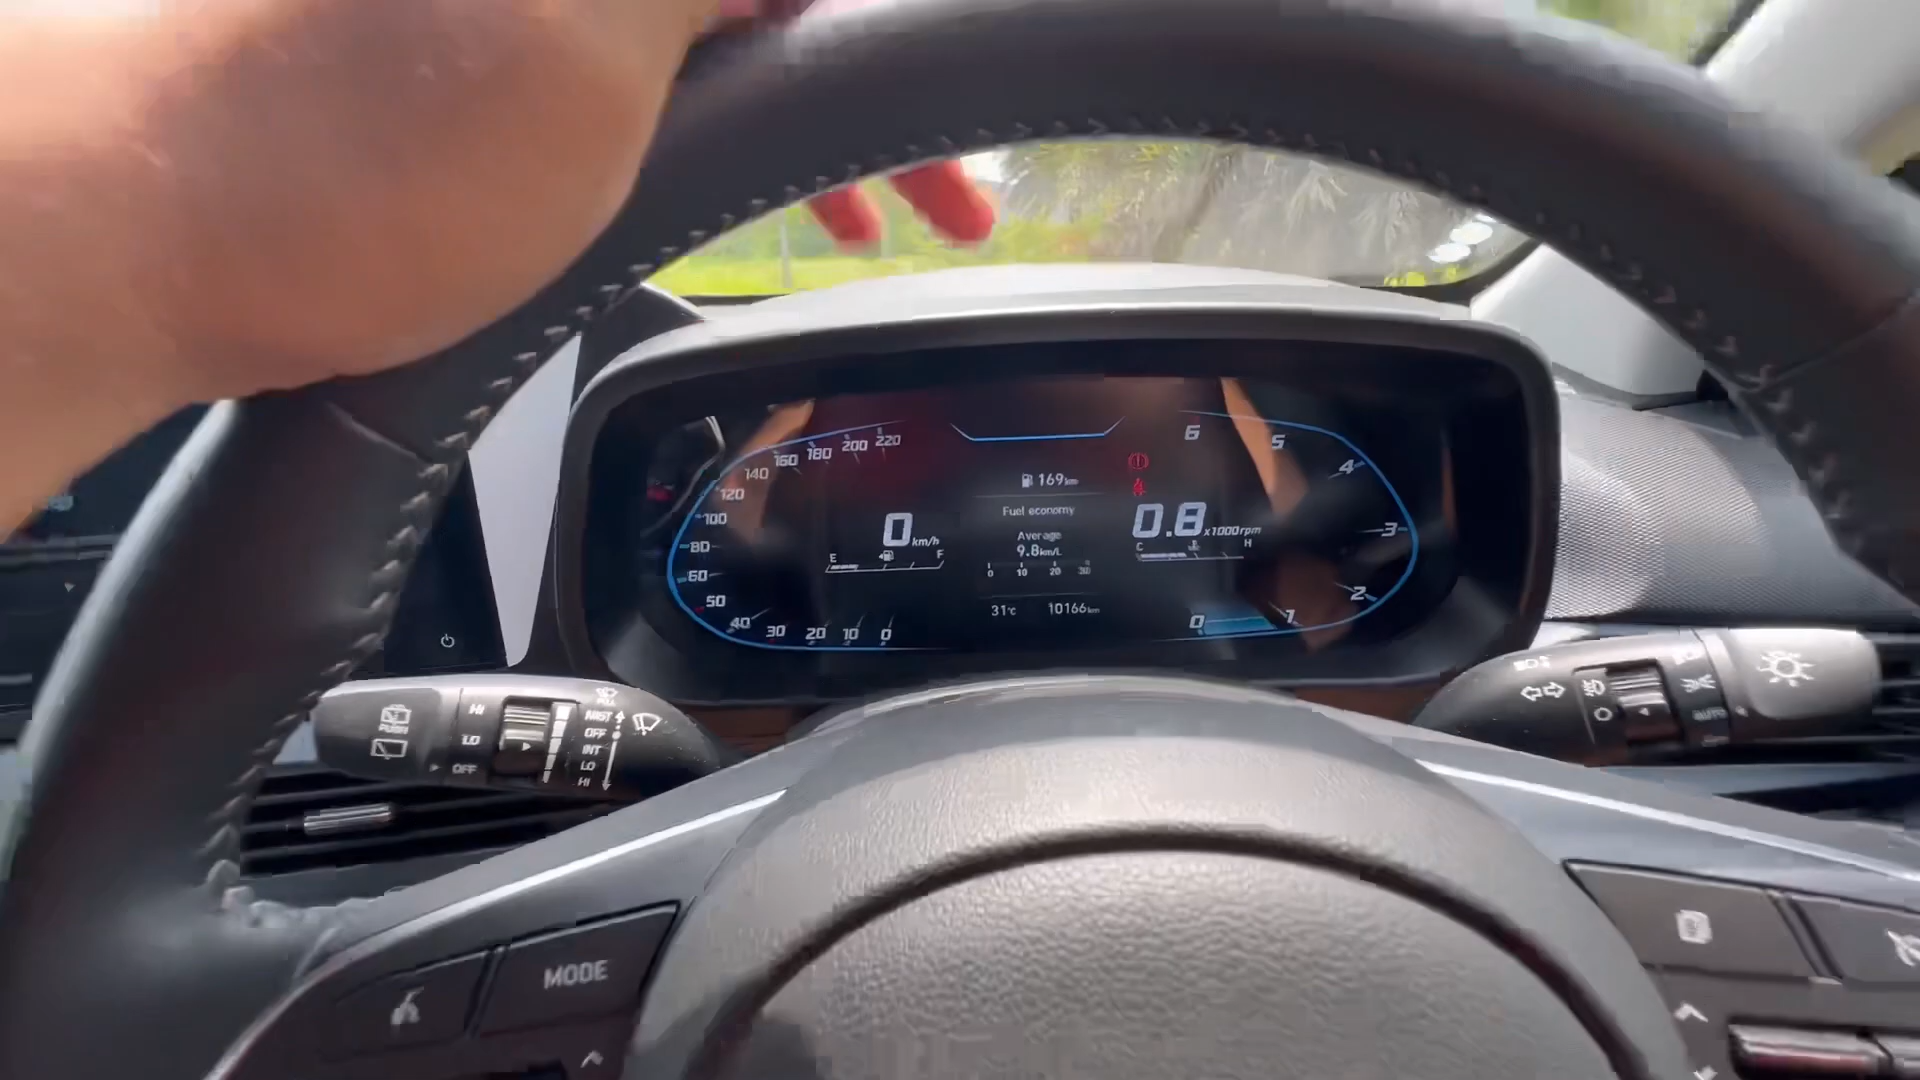 220
200
180
160
140
120
100
80
60
50
40
30
20
10
0
169km
Fuel economy
Average
9.8km/L
0
10
20
30
31°C
10166km
0km/h
E
F
0.8x1000rpm
C
H
6
5
4
3
2
1
0
PUSH
HI
LO
OFF
MIST
OFF
INT
LO
HI
AUTO
MODE